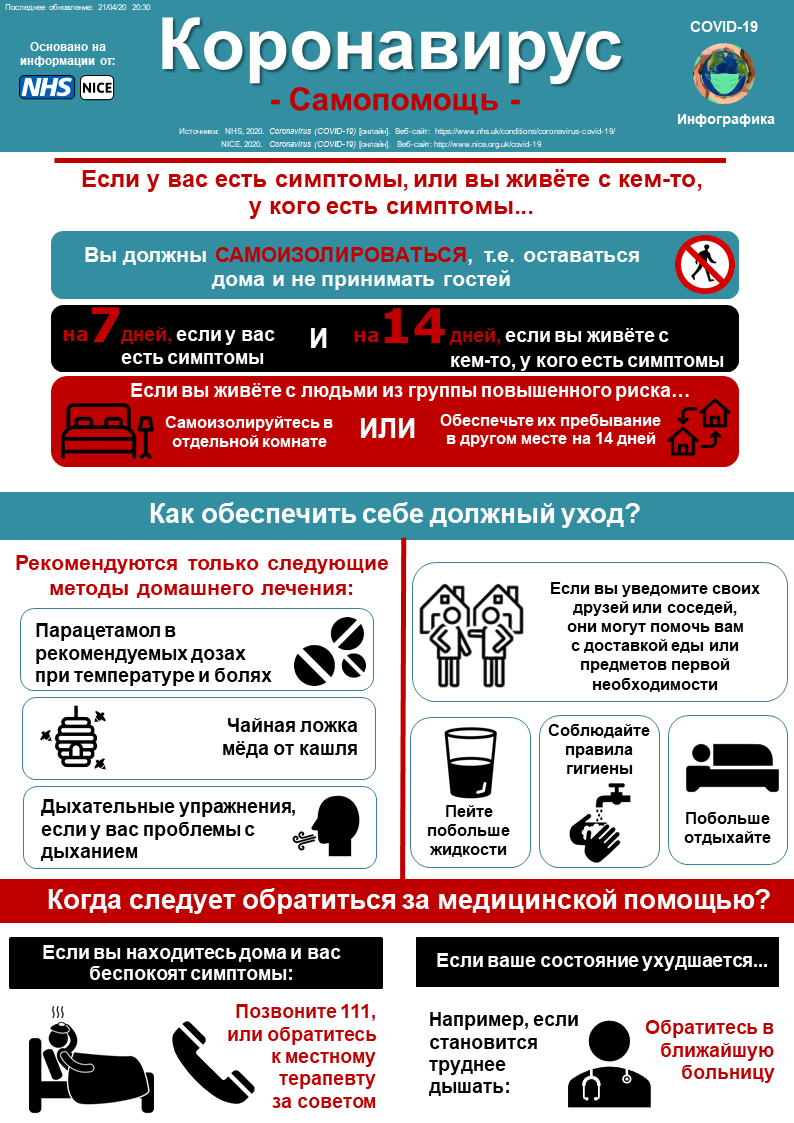 Последнее обновление: 21/04/20 20:30
Основано на
информации от:
NHS NICE
Коронавирус
- Самопомощь -
COVID-19
Инфографика
Источники: NHS, 2020. Coronavirus (COVID-19) [онлайн]. Веб-сайт: https://www.nhs.uk/conditions/coronavirus-covid-19/
NICE, 2020. Coronavirus (COVID-19) [онлайн]. Веб-сайт: http://www.nice.org.uk/covid-19
Если у вас есть симптомы, или вы живёте с кем-то,
у кого есть симптомы...
Вы должны САМОИЗОЛИРОВАТЬСЯ, т.е. оставаться
дома и не принимать гостей
на 7 дней, если у вас
есть симптомы
И
на 14 дней, если вы живёте с
кем-то, у кого есть симптомы
Если вы живёте с людьми из группы повышенного риска…
Самоизолируйтесь в
отдельной комнате
ИЛИ
Обеспечьте их пребывание
в другом месте на 14 дней
Как обеспечить себе должный уход?
Рекомендуются только следующие
методы домашнего лечения:
Парацетамол в
рекомендуемых дозах
при температуре и болях
Чайная ложка
мёда от кашля
Дыхательные упражнения,
если у вас проблемы с
дыханием
Если вы уведомите своих
друзей или соседей,
они могут помочь вам
с доставкой еды или
предметов первой
необходимости
Пейте
побольше
жидкости
Соблюдайте
правила
гигиены
Побольше
отдыхайте
Когда следует обратиться за медицинской помощью?
Если вы находитесь дома и вас
беспокоят симптомы:
Позвоните 111,
или обратитесь
к местному
терапевту
за советом
Если ваше состояние ухудшается...
Например, если
становится
труднее
дышать:
Обратитесь в
ближайшую
больницу